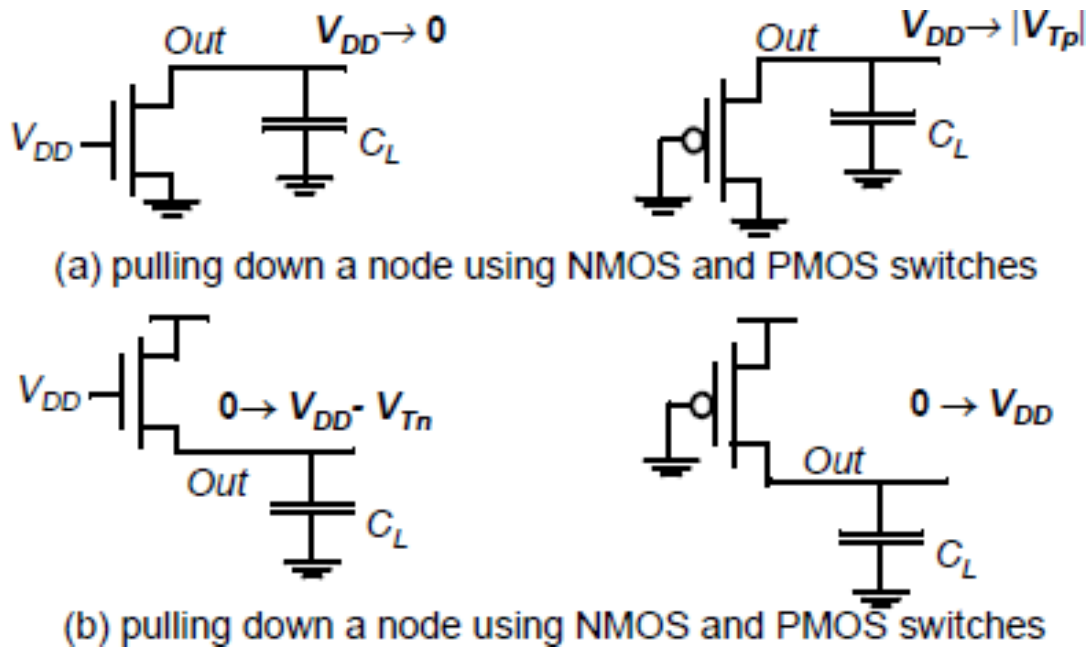 Out
V_DD → 0
V_DD
C_L
Out
V_DD → |V_Tp|
C_L
(a) pulling down a node using NMOS and PMOS switches
V_DD
0 → V_DD - V_Tn
Out
C_L
0 → V_DD
Out
C_L
(b) pulling down a node using NMOS and PMOS switches